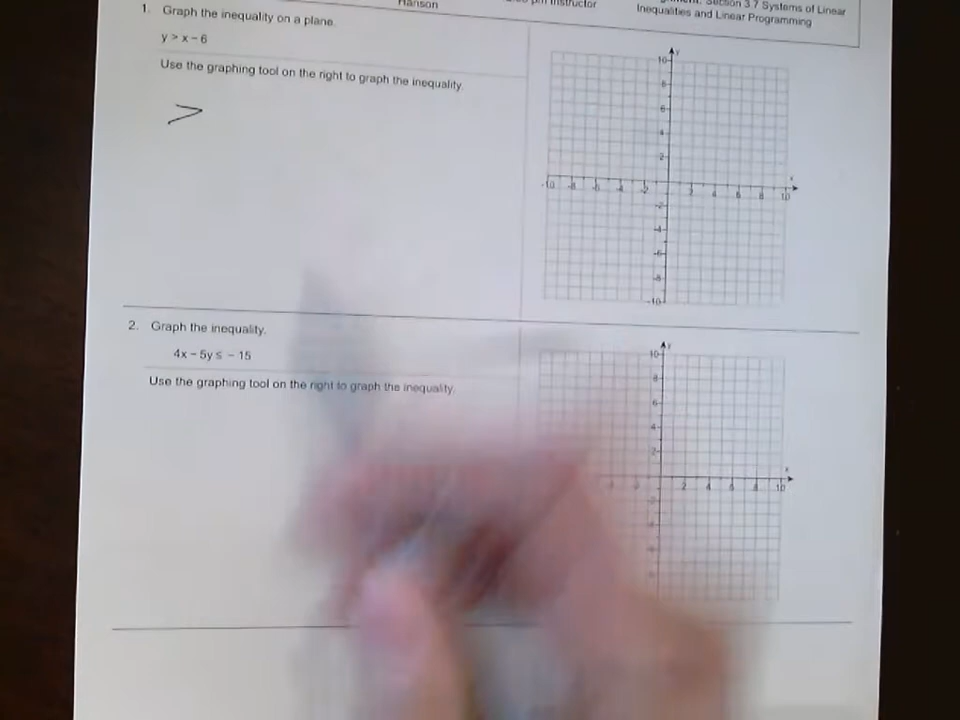 Hanson
Instructor
Section 3.7 Systems of Linear
Inequalities and Linear Programming
1. Graph the inequality on a plane.
y > x − 6
Use the graphing tool on the right to graph the inequality.
>
y
10
8
6
4
2
x
-10 -8 -6 -4 -2 2 4 6 8 10
-2
-4
-6
-8
-10
2. Graph the inequality.
4x − 5y ≤ − 15
Use the graphing tool on the right to graph the inequality.
y
10
8
6
4
2
x
2 4 6 8 10